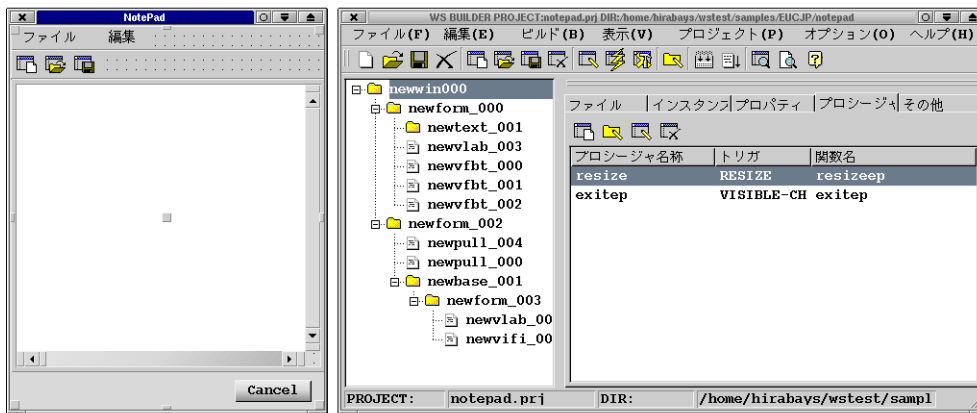 NotePad
ファイル 編集
Cancel
WS BUILDER PROJECT:notepad.prj DIR:/home/hirabays/wstest/samples/EUCJP/notepad
ファイル(F) 編集(E) ビルド(B) 表示(V) プロジェクト(P) オプション(O) ヘルプ(H)
newwin000
newform_000
newtext_001
newvlab_003
newvfbt_000
newvfbt_001
newvfbt_002
newform_002
newpull_004
newpull_000
newbase_001
newform_003
newvlab_00
newvifi_00
ファイル インスタンス プロパティ プロシージャ その他
プロシージャ名称 トリガ 関数名
resize RESIZE resizeep
exitep VISIBLE-CH exitep
PROJECT: notepad.prj DIR: /home/hirabays/wstest/sampl